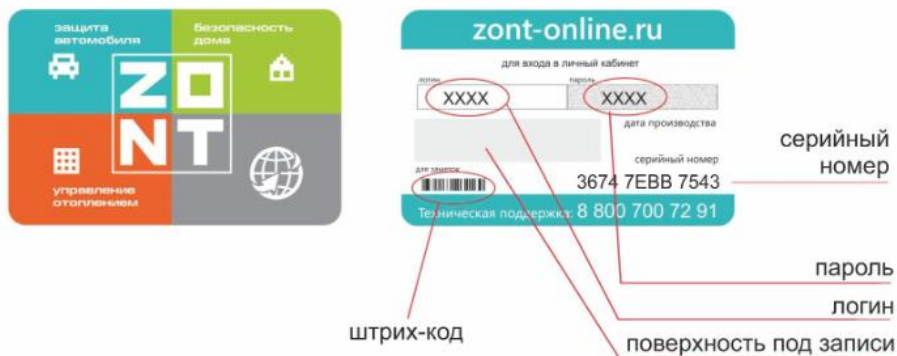 защита
автомобиля
безопасность
дома
ZO
NT
управление
отоплением
zont-online.ru
для входа в личный кабинет
логин
пароль
XXXX
XXXX
дата производства
серийный номер
для заметок
3674 7EBB 7543
Техническая поддержка: 8 800 700 72 91
серийный
номер
пароль
логин
штрих-код
поверхность под записи